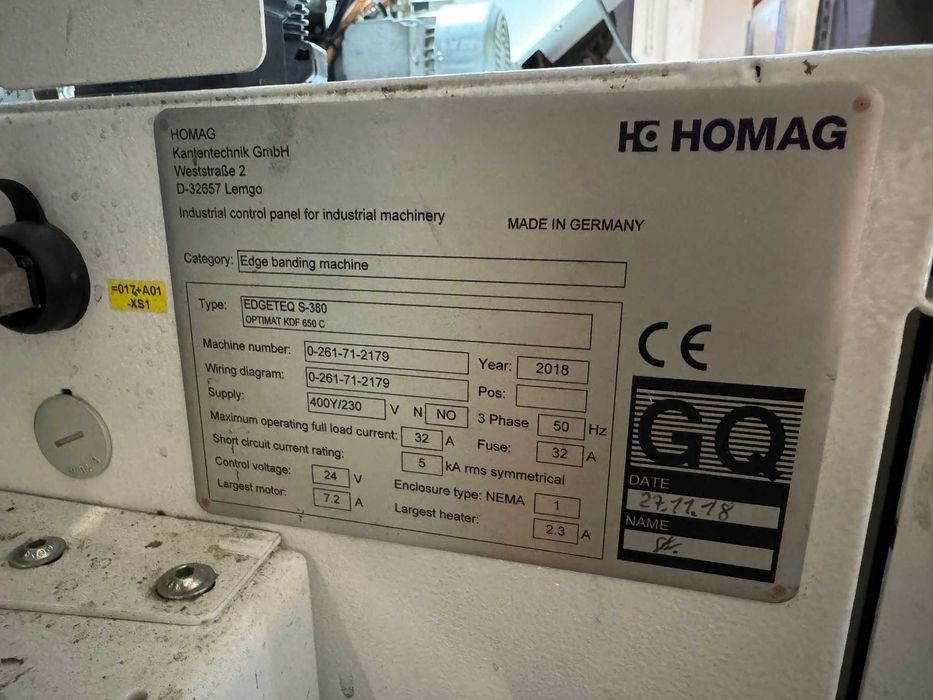 HOMAG
Kantentechnik GmbH
Weststraße 2
D-32657 Lemgo
HOMAG
Industrial control panel for industrial machinery
MADE IN GERMANY
Category: Edge banding machine
=017+A01
-XS1
Type: EDGETEQ S-380
OPTIMAT KDF 650 C
Machine number: 0-261-71-2179 Year: 2018
Wiring diagram: 0-261-71-2179 Pos:
Supply: 400Y/230 V N NO 3 Phase 50 Hz
Maximum operating full load current: 32 A Fuse: 32 A
Short circuit current rating: 5 kA rms symmetrical
Control voltage: 24 V Enclosure type: NEMA 1
Largest motor: 7.2 A Largest heater: 2.3 A
CE
GQ
DATE
27.11.18
NAME